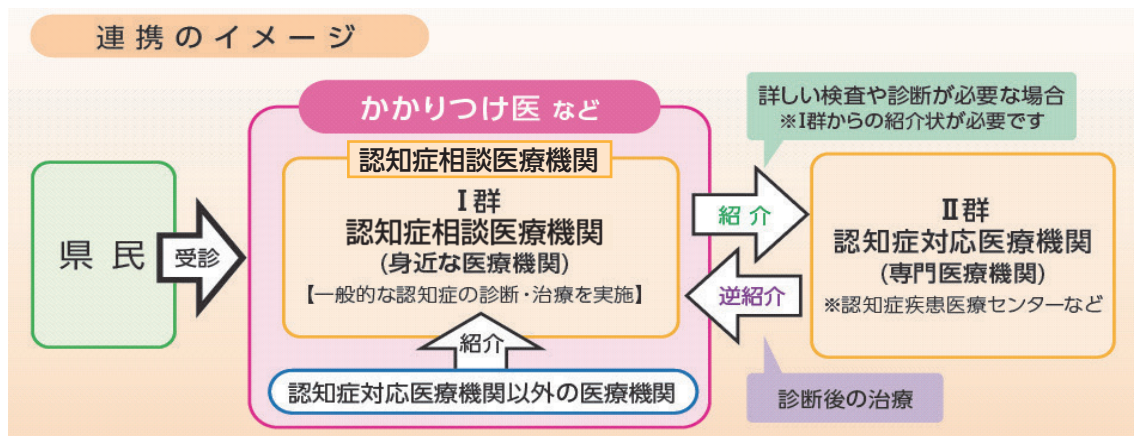 連携のイメージ
かかりつけ医 など
認知症相談医療機関
Ⅰ群
認知症相談医療機関
(身近な医療機関)
【一般的な認知症の診断・治療を実施】
県民
受診
紹介
認知症対応医療機関以外の医療機関
詳しい検査や診断が必要な場合
※Ⅰ群からの紹介状が必要です
紹介
逆紹介
Ⅱ群
認知症対応医療機関
(専門医療機関)
※認知症疾患医療センターなど
診断後の治療